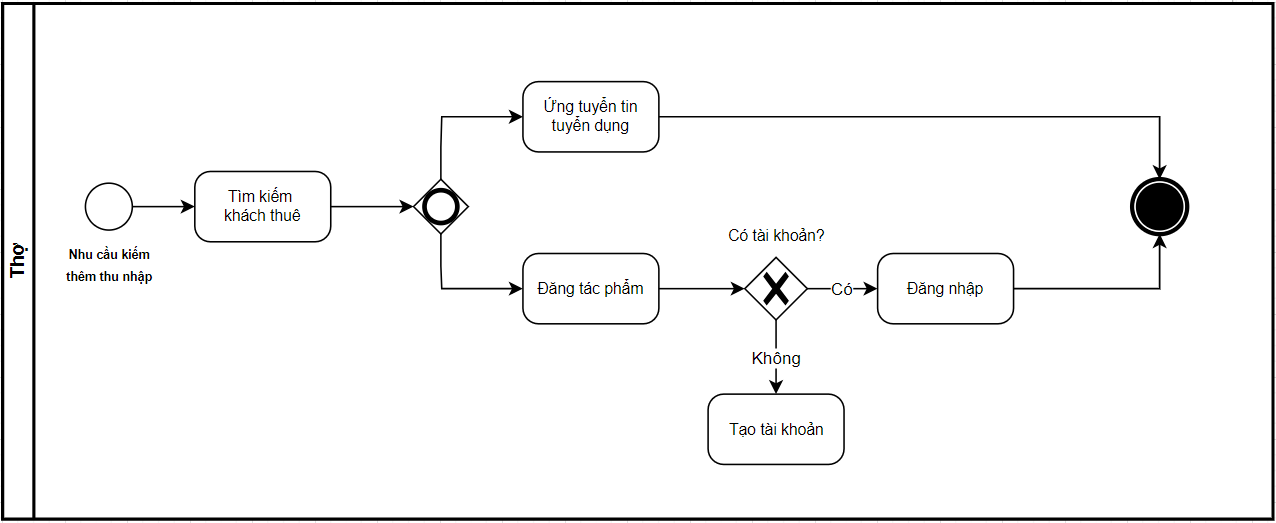 Thợ
Nhu cầu kiếm
thêm thu nhập
Tìm kiếm
khách thuê
Ứng tuyển tin
tuyển dụng
Đăng tác phẩm
Có tài khoản?
Có
Đăng nhập
Không
Tạo tài khoản